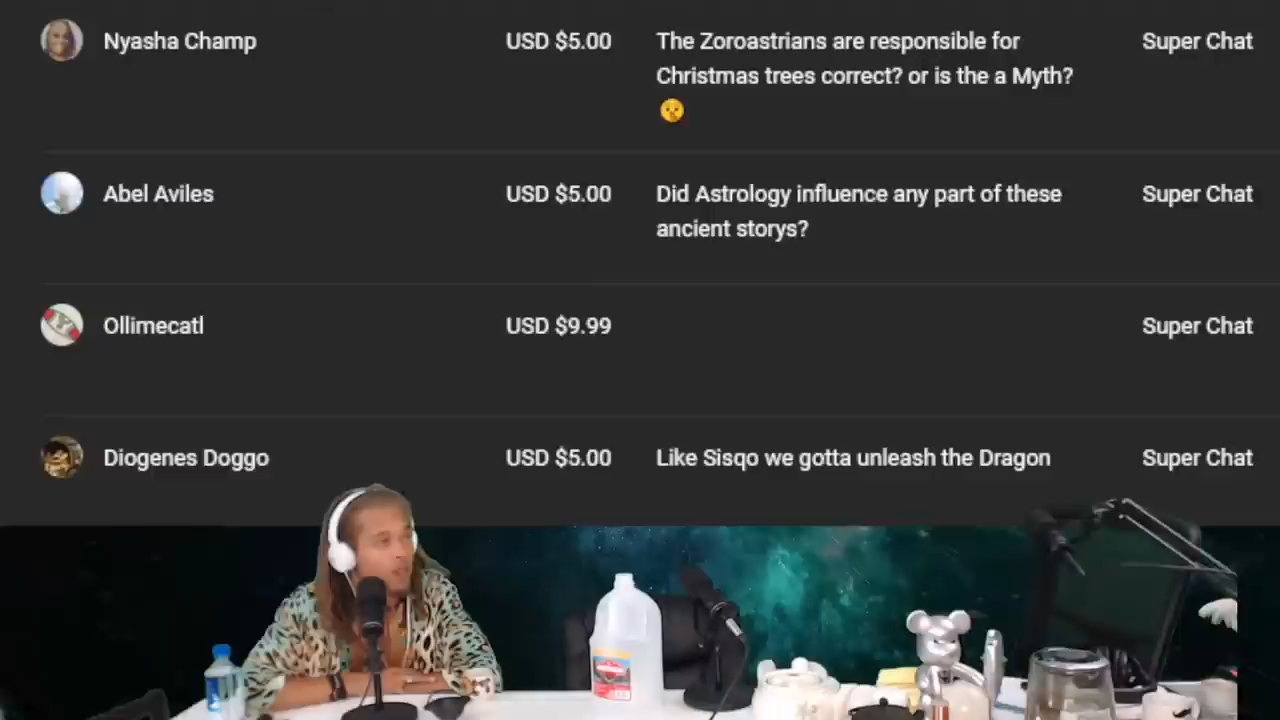 Nyasha Champ USD $5.00 The Zoroastrians are responsible for Super Chat
Christmas trees correct? or is the a Myth?
🤫
Abel Aviles USD $5.00 Did Astrology influence any part of these Super Chat
ancient storys?
Ollimecatl USD $9.99 Super Chat
Diogenes Doggo USD $5.00 Like Sisqo we gotta unleash the Dragon Super Chat